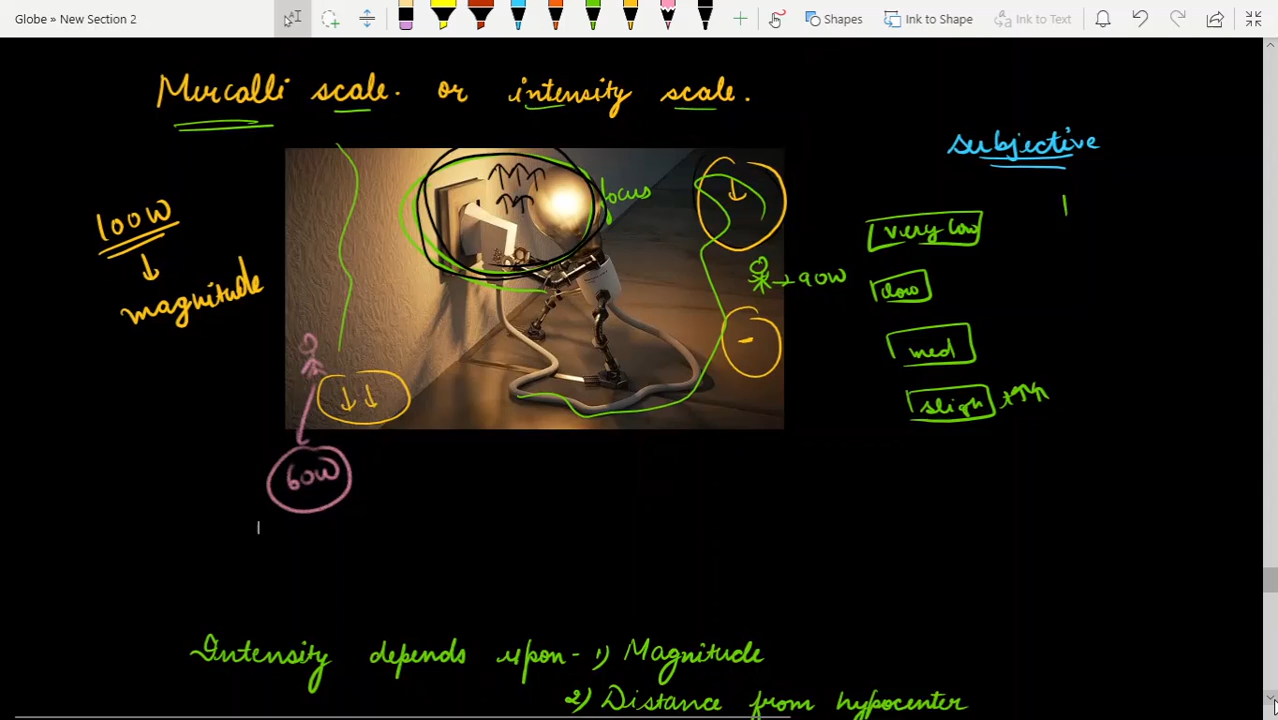 Globe » New Section 2
Shapes
Ink to Shape
Ink to Text
Mercalli scale. or intensity scale.
subjective
100W
magnitude
focus
90W
very low
low
med
sligh
60W
Intensity depends upon- 1) Magnitude
2) Distance from hypocenter